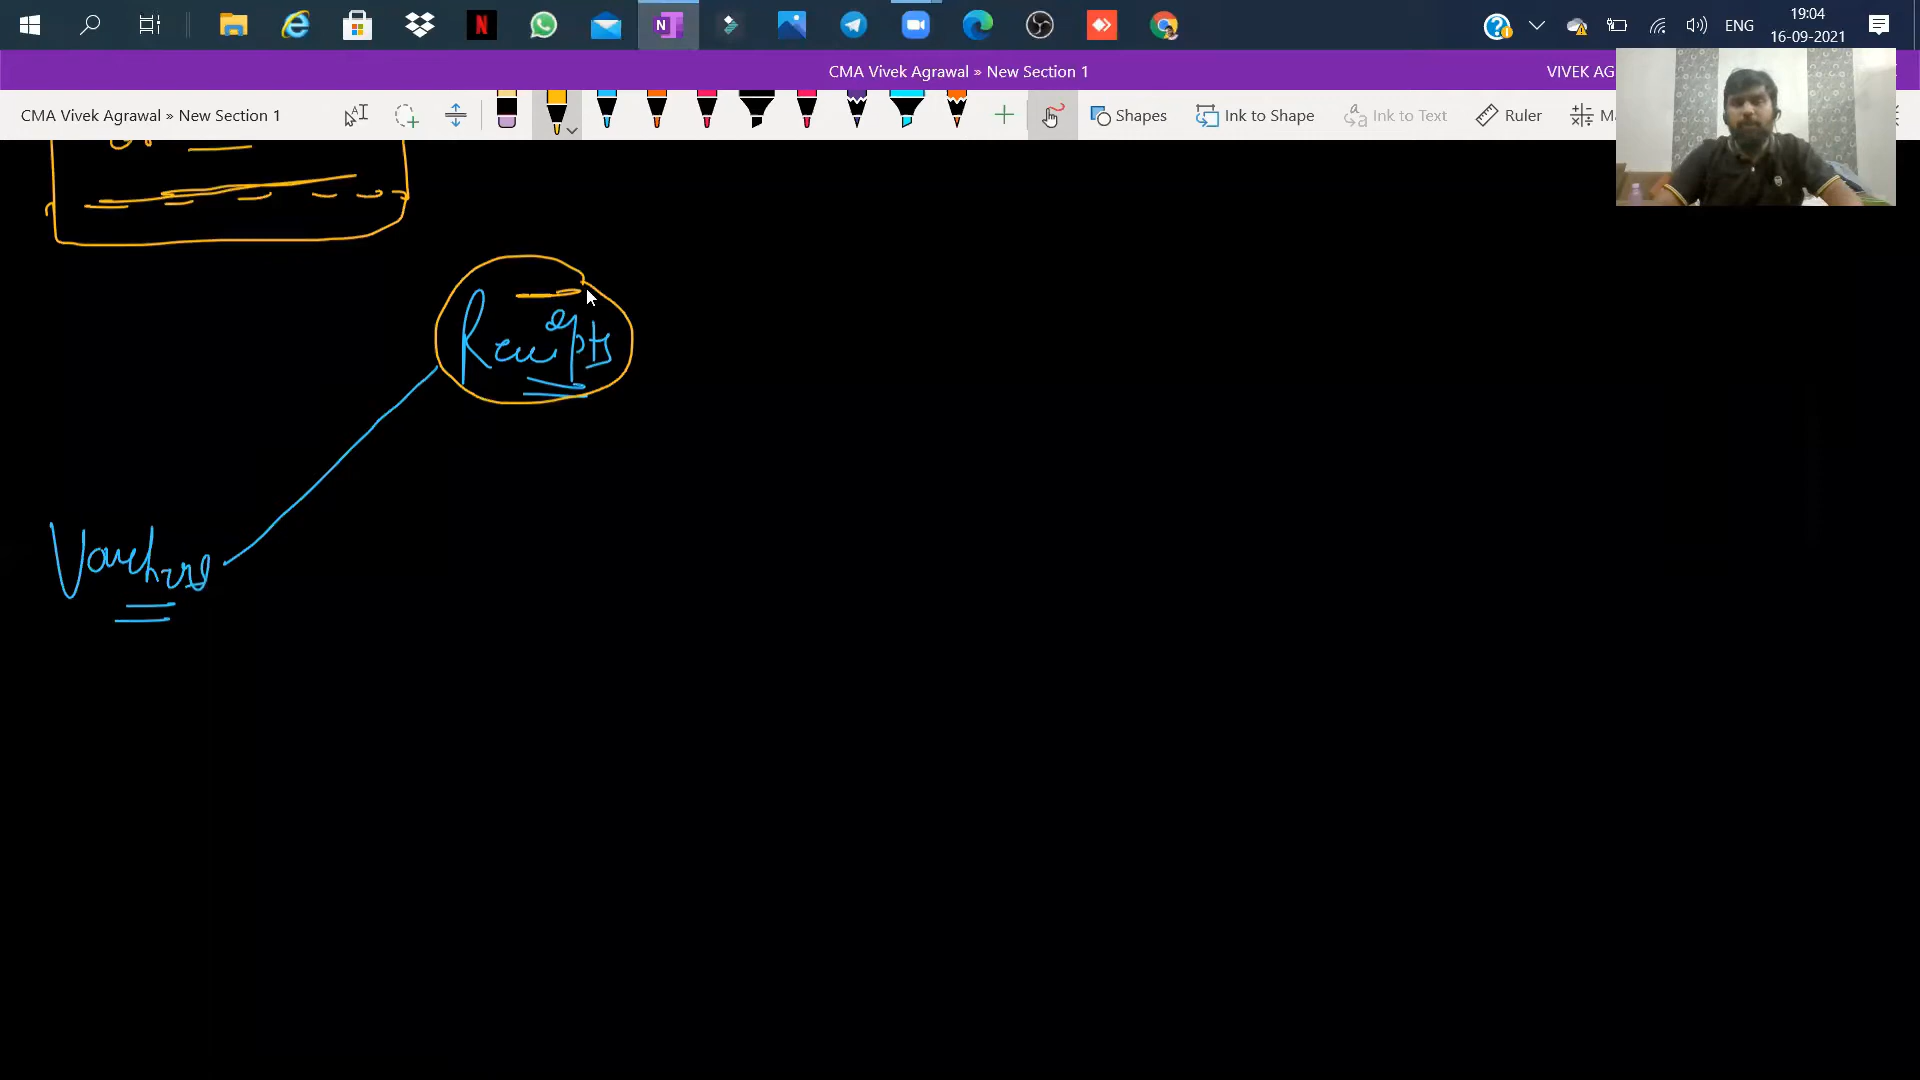 ENG
19:04
16-09-2021
CMA Vivek Agrawal » New Section 1
VIVEK AG
CMA Vivek Agrawal » New Section 1
Shapes
Ink to Shape
Ink to Text
Ruler
Receipts
Vouchers